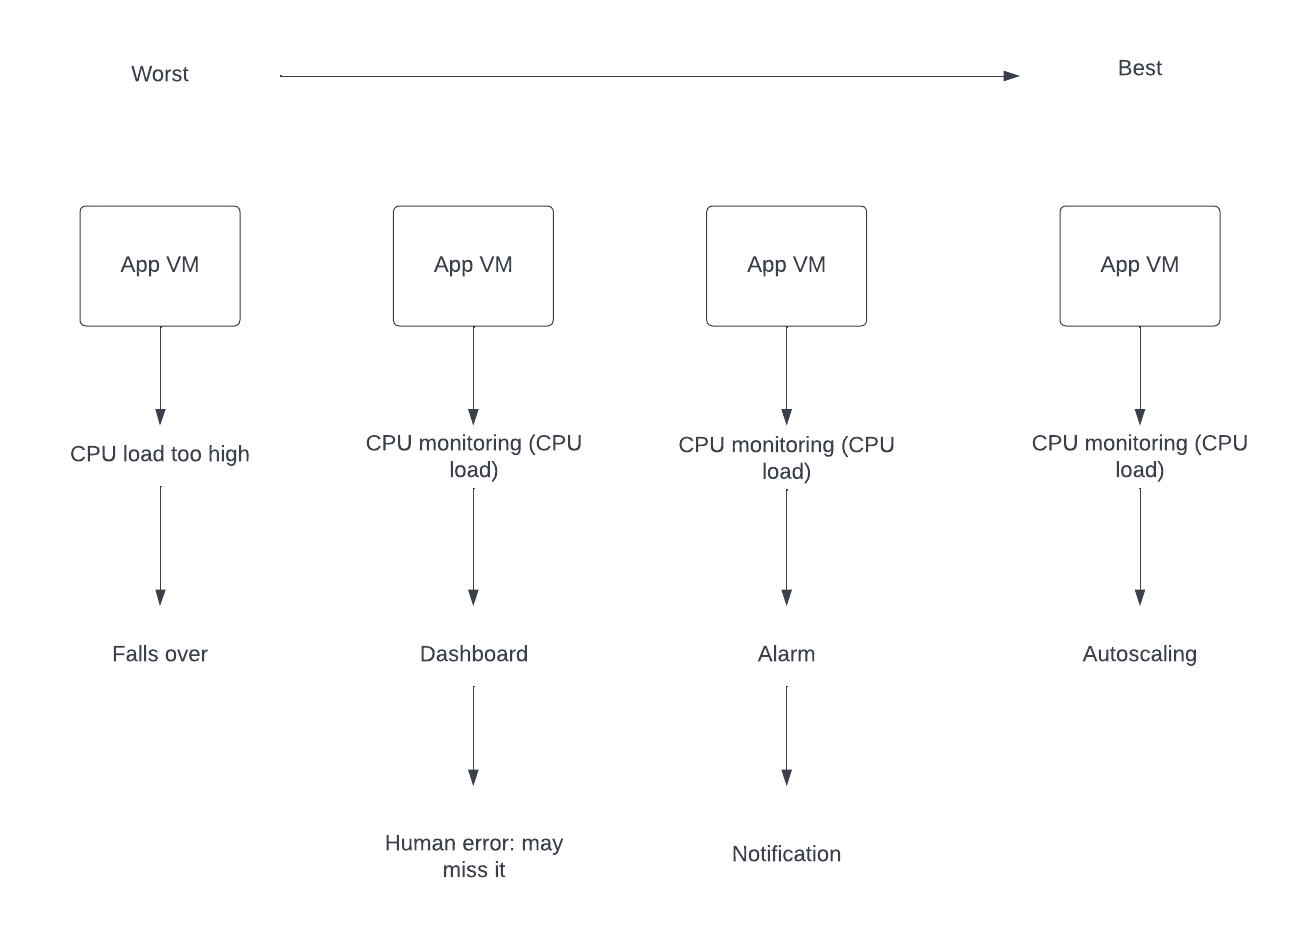 Worst
Best
App VM
App VM
App VM
App VM
CPU load too high
CPU monitoring (CPU
load)
CPU monitoring (CPU
load)
CPU monitoring (CPU
load)
Falls over
Dashboard
Alarm
Autoscaling
Human error: may
miss it
Notification